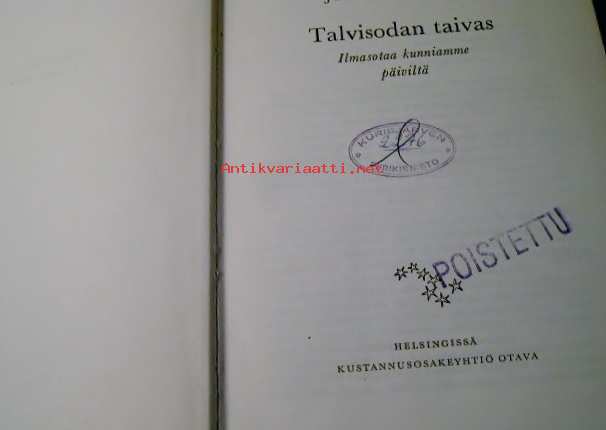 Talvisodan taivas
Ilmasotaa kunniamme
päiviltä
Antikvariaatti.net
POISTETTU
HELSINGISSÄ
KUSTANNUSOSAKEYHTIÖ OTAVA